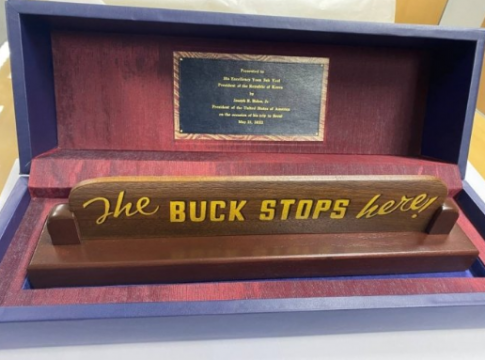 Presented to
His Excellency Yoon Suk Yeol
President of the Republic of Korea
by
Joseph R. Biden, Jr.
President of the United States of America
on the occasion of his visit to Seoul
May 21, 2022
The BUCK STOPS here!